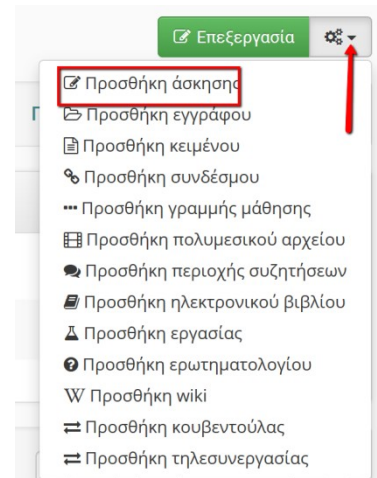 Επεξεργασία
Προσθήκη άσκησης
Προσθήκη εγγράφου
Προσθήκη κειμένου
Προσθήκη συνδέσμου
Προσθήκη γραμμής μάθησης
Προσθήκη πολυμεσικού αρχείου
Προσθήκη περιοχής συζητήσεων
Προσθήκη ηλεκτρονικού βιβλίου
Προσθήκη εργασίας
Προσθήκη ερωτηματολογίου
Προσθήκη wiki
Προσθήκη κουβεντούλας
Προσθήκη τηλεσυνεργασίας